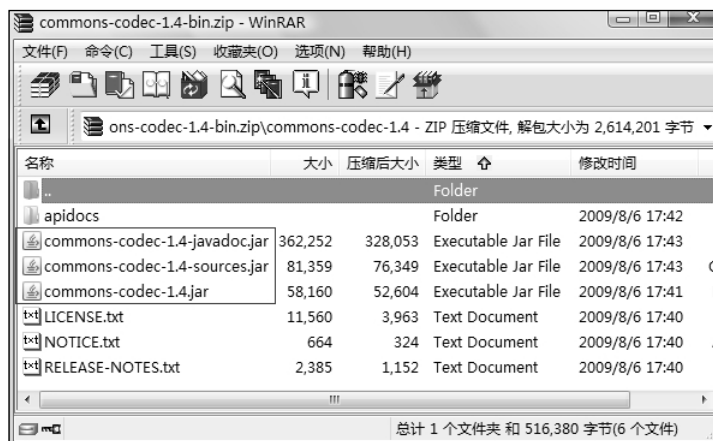 commons-codec-1.4-bin.zip - WinRAR
文件(F) 命令(C) 工具(S) 收藏夹(O) 选项(N) 帮助(H)
ons-codec-1.4-bin.zip\commons-codec-1.4 - ZIP 压缩文件, 解包大小为 2,614,201 字节
名称 大小 压缩后大小 类型 修改时间
.. Folder
apidocs Folder 2009/8/6 17:42
commons-codec-1.4-javadoc.jar 362,252 328,053 Executable Jar File 2009/8/6 17:43
commons-codec-1.4-sources.jar 81,359 76,349 Executable Jar File 2009/8/6 17:43
commons-codec-1.4.jar 58,160 52,604 Executable Jar File 2009/8/6 17:41
LICENSE.txt 11,560 3,963 Text Document 2009/8/6 17:40
NOTICE.txt 664 324 Text Document 2009/8/6 17:40
RELEASE-NOTES.txt 2,385 1,152 Text Document 2009/8/6 17:40
总计 1 个文件夹 和 516,380 字节(6 个文件)